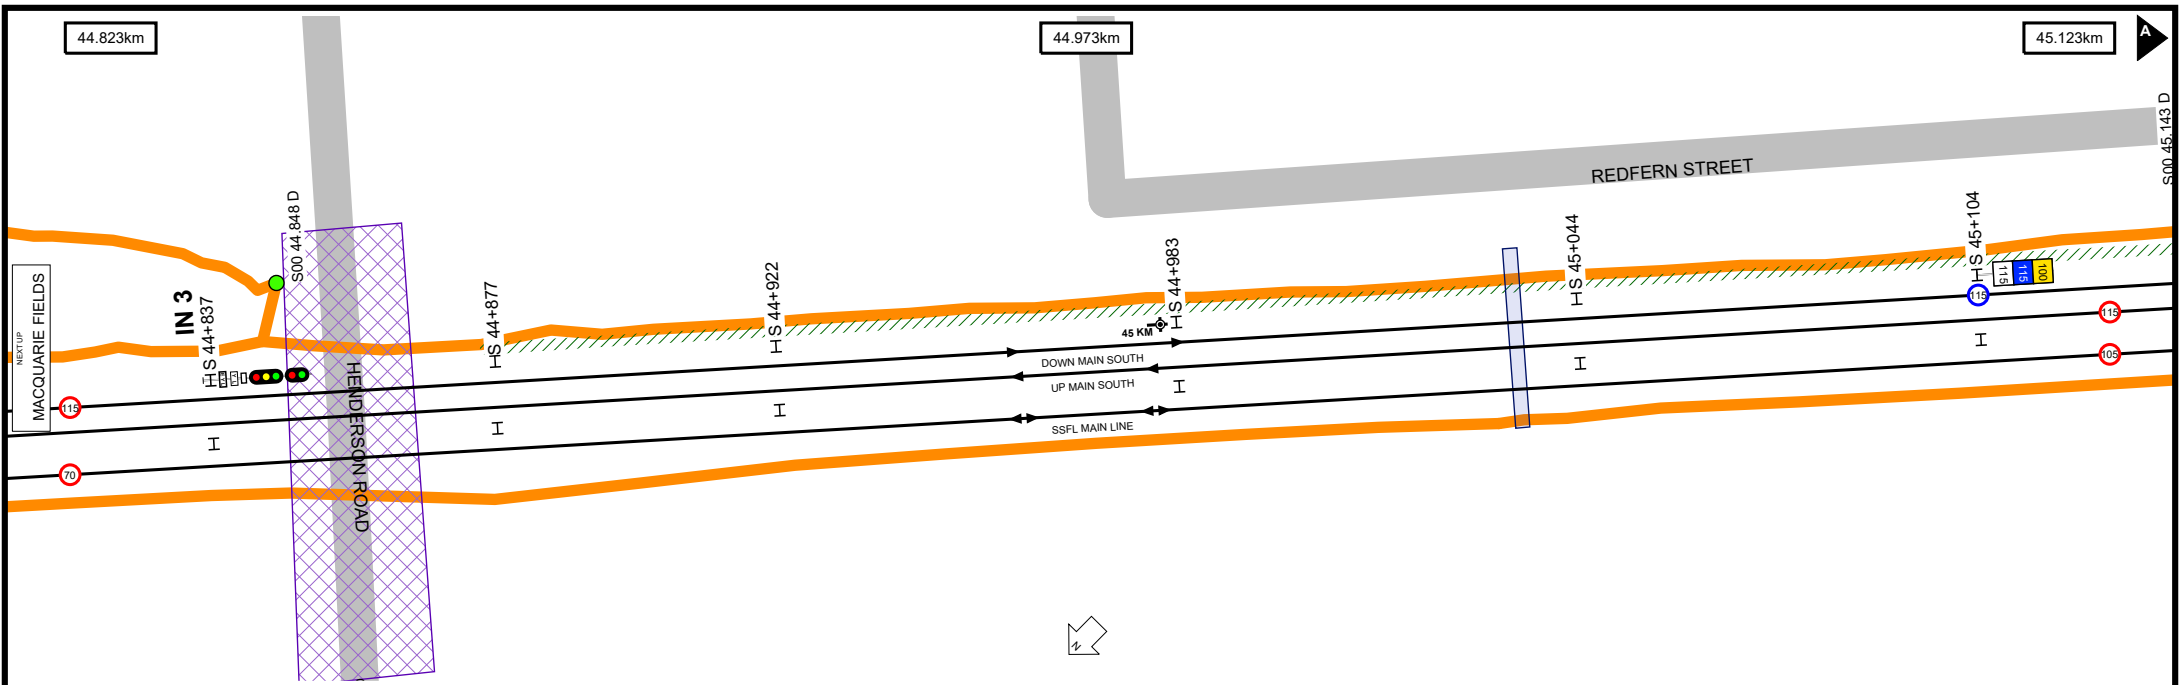 44.823km
44.973km
45.123km
A
S00 45.143 D
REDFERN STREET
S00 44.848 D
HS 45+104
HS 45+044
HS 44+983
HS 44+922
HS 44+877
HS 44+837
IN 3
NEXT UP
MACQUARIE FIELDS
HENDERSON ROAD
115
115
100
115
115
105
45 KM
DOWN MAIN SOUTH
UP MAIN SOUTH
SSFL MAIN LINE
115
70
N